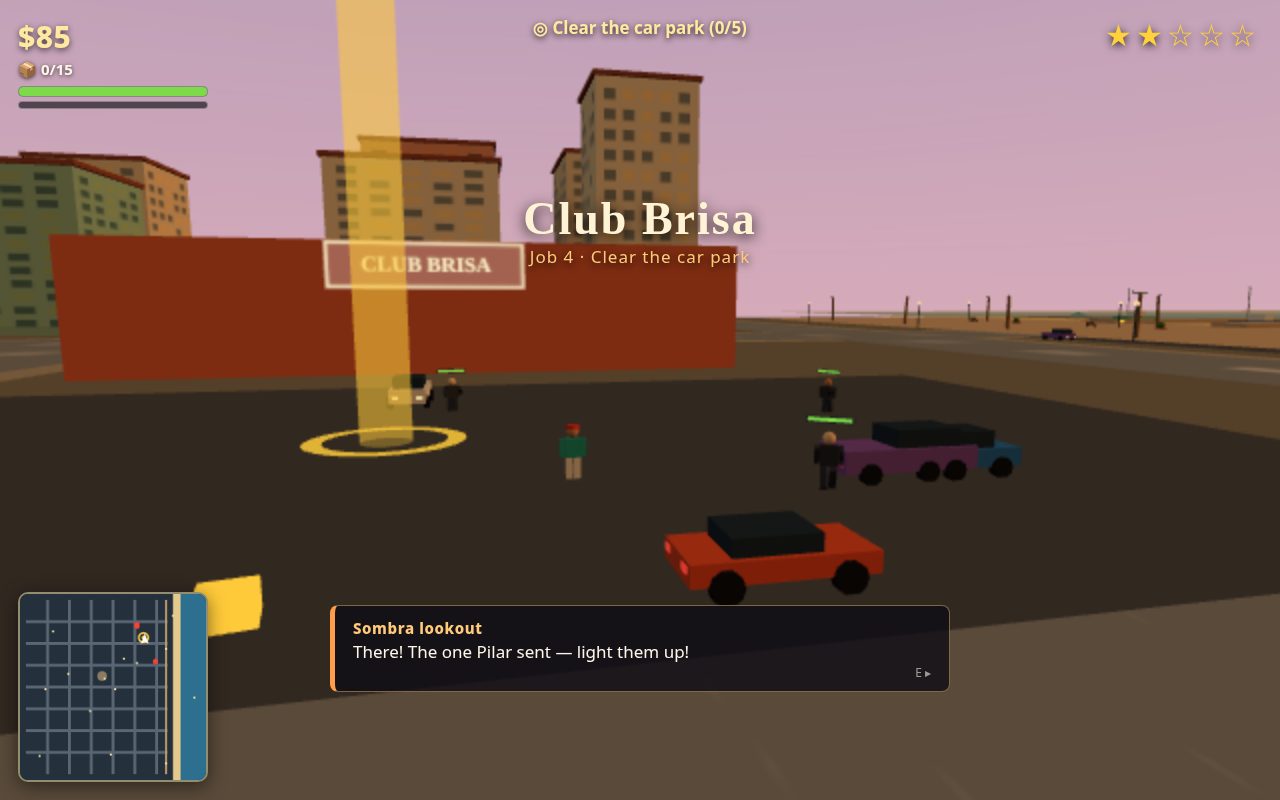 $85
◎ Clear the car park (0/5)
0/15
Club Brisa
Job 4 · Clear the car park
CLUB BRISA
Sombra lookout
There! The one Pilar sent — light them up!
E ▸